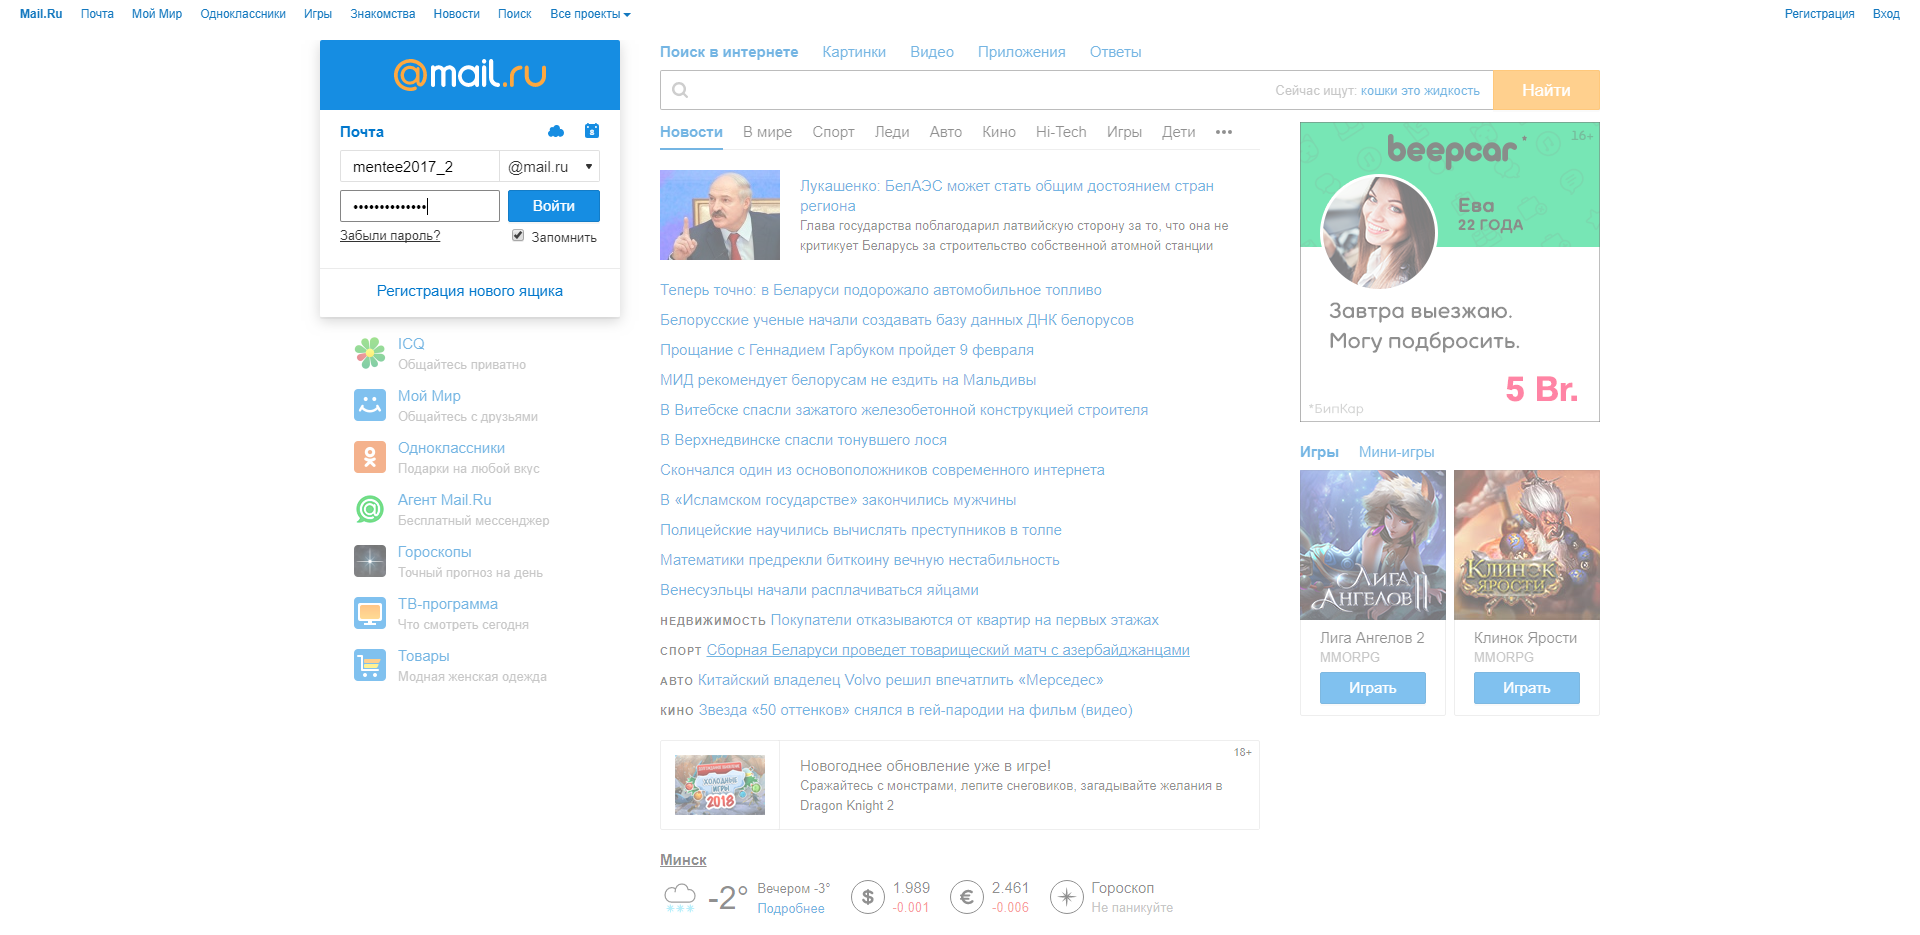 Mail.Ru Почта Мой Мир Одноклассники Игры Знакомства Новости Поиск Все проекты
Регистрация Вход
@mail.ru
Почта
mentee2017_2 @mail.ru
•••••••••••••• Войти
Забыли пароль? Запомнить
Регистрация нового ящика
ICQ
Общайтесь приватно
Мой Мир
Общайтесь с друзьями
Одноклассники
Подарки на любой вкус
Агент Mail.Ru
Бесплатный мессенджер
Гороскопы
Точный прогноз на день
ТВ-программа
Что смотреть сегодня
Товары
Модная женская одежда
Поиск в интернете Картинки Видео Приложения Ответы
Сейчас ищут: кошки это жидкость Найти
Новости В мире Спорт Леди Авто Кино Hi-Tech Игры Дети •••
Лукашенко: БелАЭС может стать общим достоянием стран
региона
Глава государства поблагодарил латвийскую сторону за то, что она не
критикует Беларусь за строительство собственной атомной станции
Теперь точно: в Беларуси подорожало автомобильное топливо
Белорусские ученые начали создавать базу данных ДНК белорусов
Прощание с Геннадием Гарбуком пройдет 9 февраля
МИД рекомендует белорусам не ездить на Мальдивы
В Витебске спасли зажатого железобетонной конструкцией строителя
В Верхнедвинске спасли тонувшего лося
Скончался один из основоположников современного интернета
В «Исламском государстве» закончились мужчины
Полицейские научились вычислять преступников в толпе
Математики предрекли биткоину вечную нестабильность
Венесуэльцы начали расплачиваться яйцами
НЕДВИЖИМОСТЬ Покупатели отказываются от квартир на первых этажах
СПОРТ Сборная Беларуси проведет товарищеский матч с азербайджанцами
АВТО Китайский владелец Volvo решил впечатлить «Мерседес»
КИНО Звезда «50 оттенков» снялся в гей-пародии на фильм (видео)
ХОЛОДНЫЕ
ИГРЫ
2018
18+
Новогоднее обновление уже в игре!
Сражайтесь с монстрами, лепите снеговиков, загадывайте желания в
Dragon Knight 2
Минск
-2° Вечером -3°
Подробнее
$ 1.989
-0.001
€ 2.461
-0.006
Гороскоп
Не паникуйте
16+
beepcar*
Ева
22 ГОДА
Завтра выезжаю.
Могу подбросить.
5 Br.
*БипКар
Игры Мини-игры
ЛИГА
АНГЕЛОВ II
КЛИНОК
ЯРОСТИ
Лига Ангелов 2
MMORPG
Играть
Клинок Ярости
MMORPG
Играть